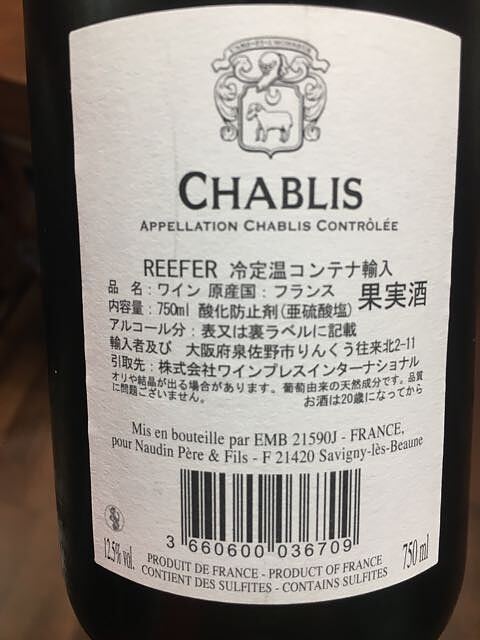 CHABLIS
APPELLATION CHABLIS CONTRÔLÉE
REEFER 冷定温コンテナ輸入
品 名：ワイン 原産国：フランス
内容量：750ml 酸化防止剤(亜硫酸塩) 果実酒
アルコール分：表又は裏ラベルに記載
輸入者及び 大阪府泉佐野市りんくう往来北2-11
引取先：株式会社ワインプレスインターナショナル
オリや結晶が出る場合があります。葡萄由来の天然成分です。品質
に問題ございません。 お酒は20歳になってから
Mis en bouteille par EMB 21590J - FRANCE,
pour Naudin Père & Fils - F 21420 Savigny-lès-Beaune
3 660600 036709
12.5% vol.
750 ml
PRODUIT DE FRANCE - PRODUCT OF FRANCE
CONTIENT DES SULFITES - CONTAINS SULFITES